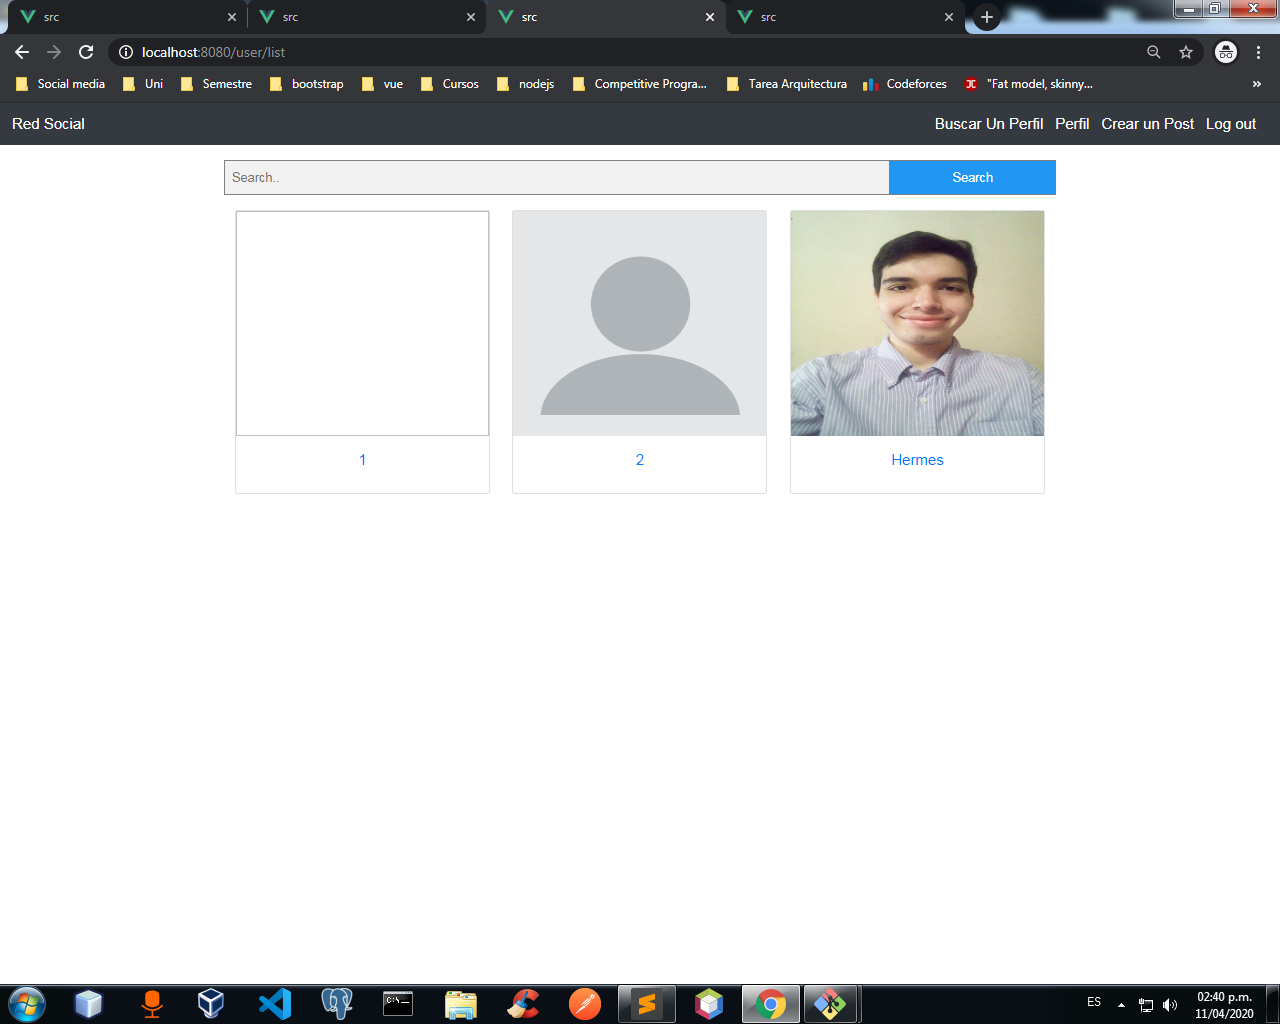 src src src src
localhost:8080/user/list
Social media Uni Semestre bootstrap vue Cursos nodejs Competitive Progra... Tarea Arquitectura Codeforces "Fat model, skinny... »
Red Social Buscar Un Perfil Perfil Crear un Post Log out
Search.. Search
1 2 Hermes
ES 02:40 p.m.
11/04/2020